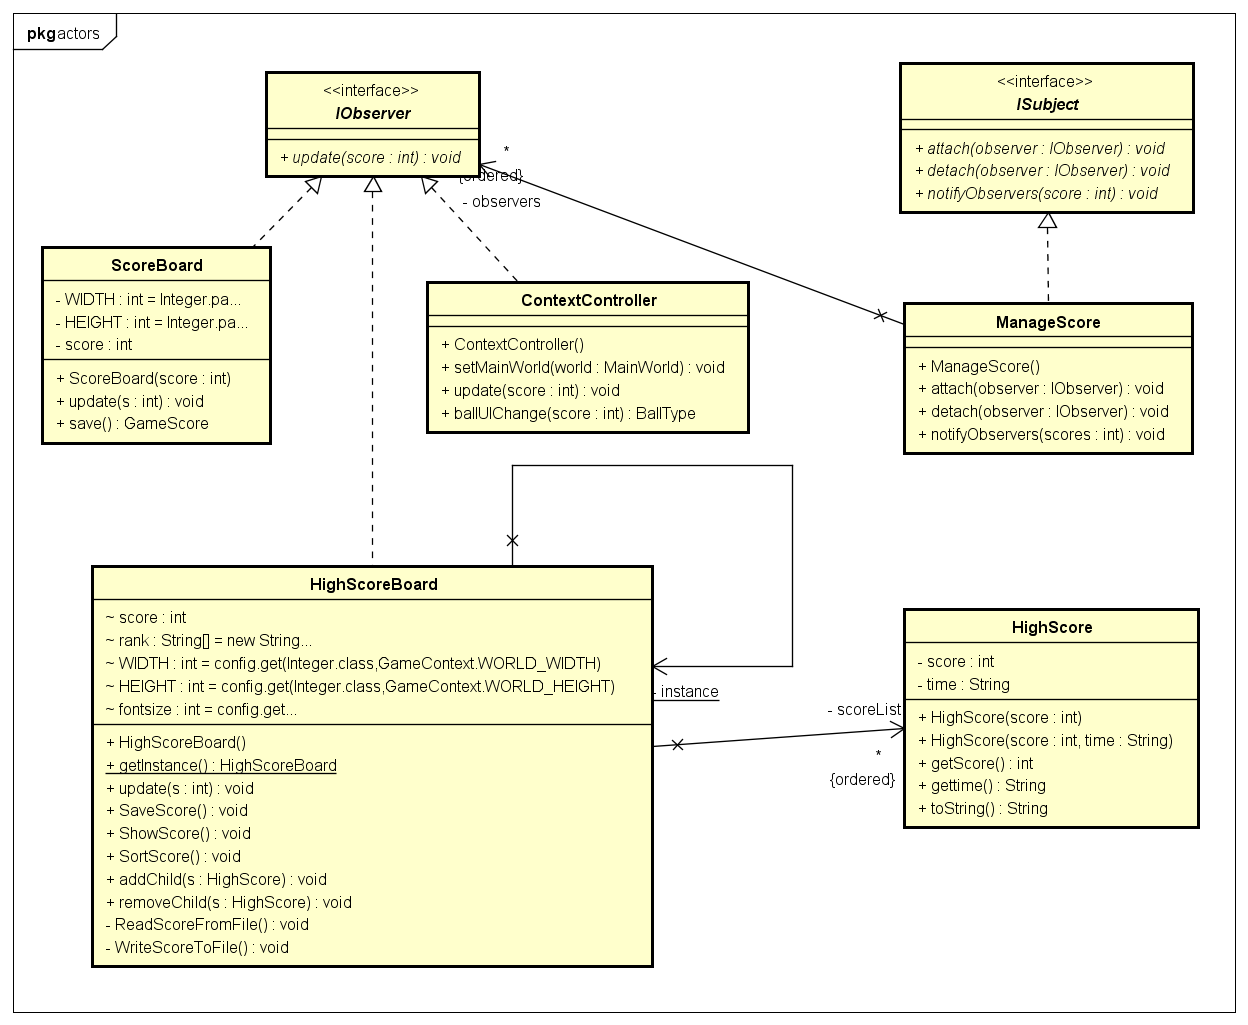 pkg actors
<<interface>>
IObserver
+ update(score : int) : void
<<interface>>
ISubject
+ attach(observer : IObserver) : void
+ detach(observer : IObserver) : void
+ notifyObservers(score : int) : void
*
{ordered}
- observers
ScoreBoard
- WIDTH : int = Integer.pa...
- HEIGHT : int = Integer.pa...
- score : int
+ ScoreBoard(score : int)
+ update(s : int) : void
+ save() : GameScore
ContextController
+ ContextController()
+ setMainWorld(world : MainWorld) : void
+ update(score : int) : void
+ ballUIChange(score : int) : BallType
ManageScore
+ ManageScore()
+ attach(observer : IObserver) : void
+ detach(observer : IObserver) : void
+ notifyObservers(scores : int) : void
HighScoreBoard
~ score : int
~ rank : String[] = new String...
~ WIDTH : int = config.get(Integer.class,GameContext.WORLD_WIDTH)
~ HEIGHT : int = config.get(Integer.class,GameContext.WORLD_HEIGHT)
~ fontsize : int = config.get...
+ HighScoreBoard()
+ getInstance() : HighScoreBoard
+ update(s : int) : void
+ SaveScore() : void
+ ShowScore() : void
+ SortScore() : void
+ addChild(s : HighScore) : void
+ removeChild(s : HighScore) : void
- ReadScoreFromFile() : void
- WriteScoreToFile() : void
- instance
- scoreList
*
{ordered}
HighScore
- score : int
- time : String
+ HighScore(score : int)
+ HighScore(score : int, time : String)
+ getScore() : int
+ gettime() : String
+ toString() : String